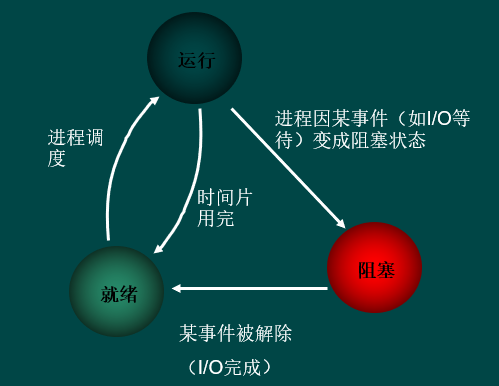 运行
进程因某事件（如I/O等
待）变成阻塞状态
进程调
度
时间片
用完
阻塞
就绪
某事件被解除
（I/O完成）